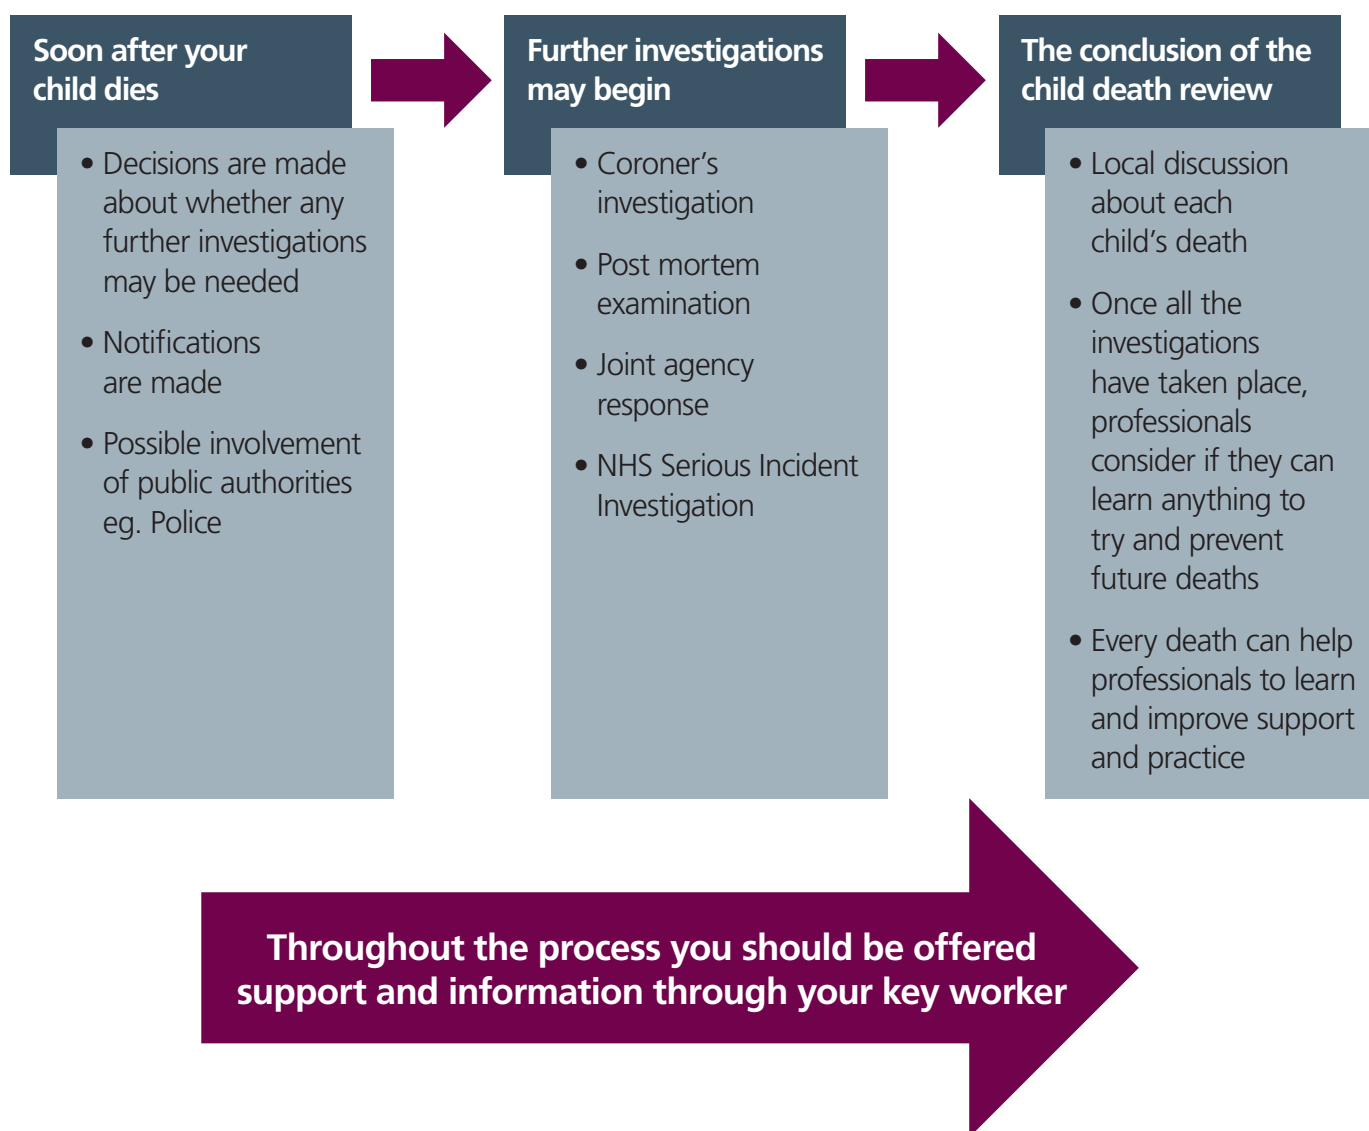 Soon after your
child dies
• Decisions are made
about whether any
further investigations
may be needed
• Notifications
are made
• Possible involvement
of public authorities
eg. Police
Further investigations
may begin
• Coroner’s
investigation
• Post mortem
examination
• Joint agency
response
• NHS Serious Incident
Investigation
The conclusion of the
child death review
• Local discussion
about each
child’s death
• Once all the
investigations
have taken place,
professionals
consider if they can
learn anything to
try and prevent
future deaths
• Every death can help
professionals to learn
and improve support
and practice
Throughout the process you should be offered
support and information through your key worker